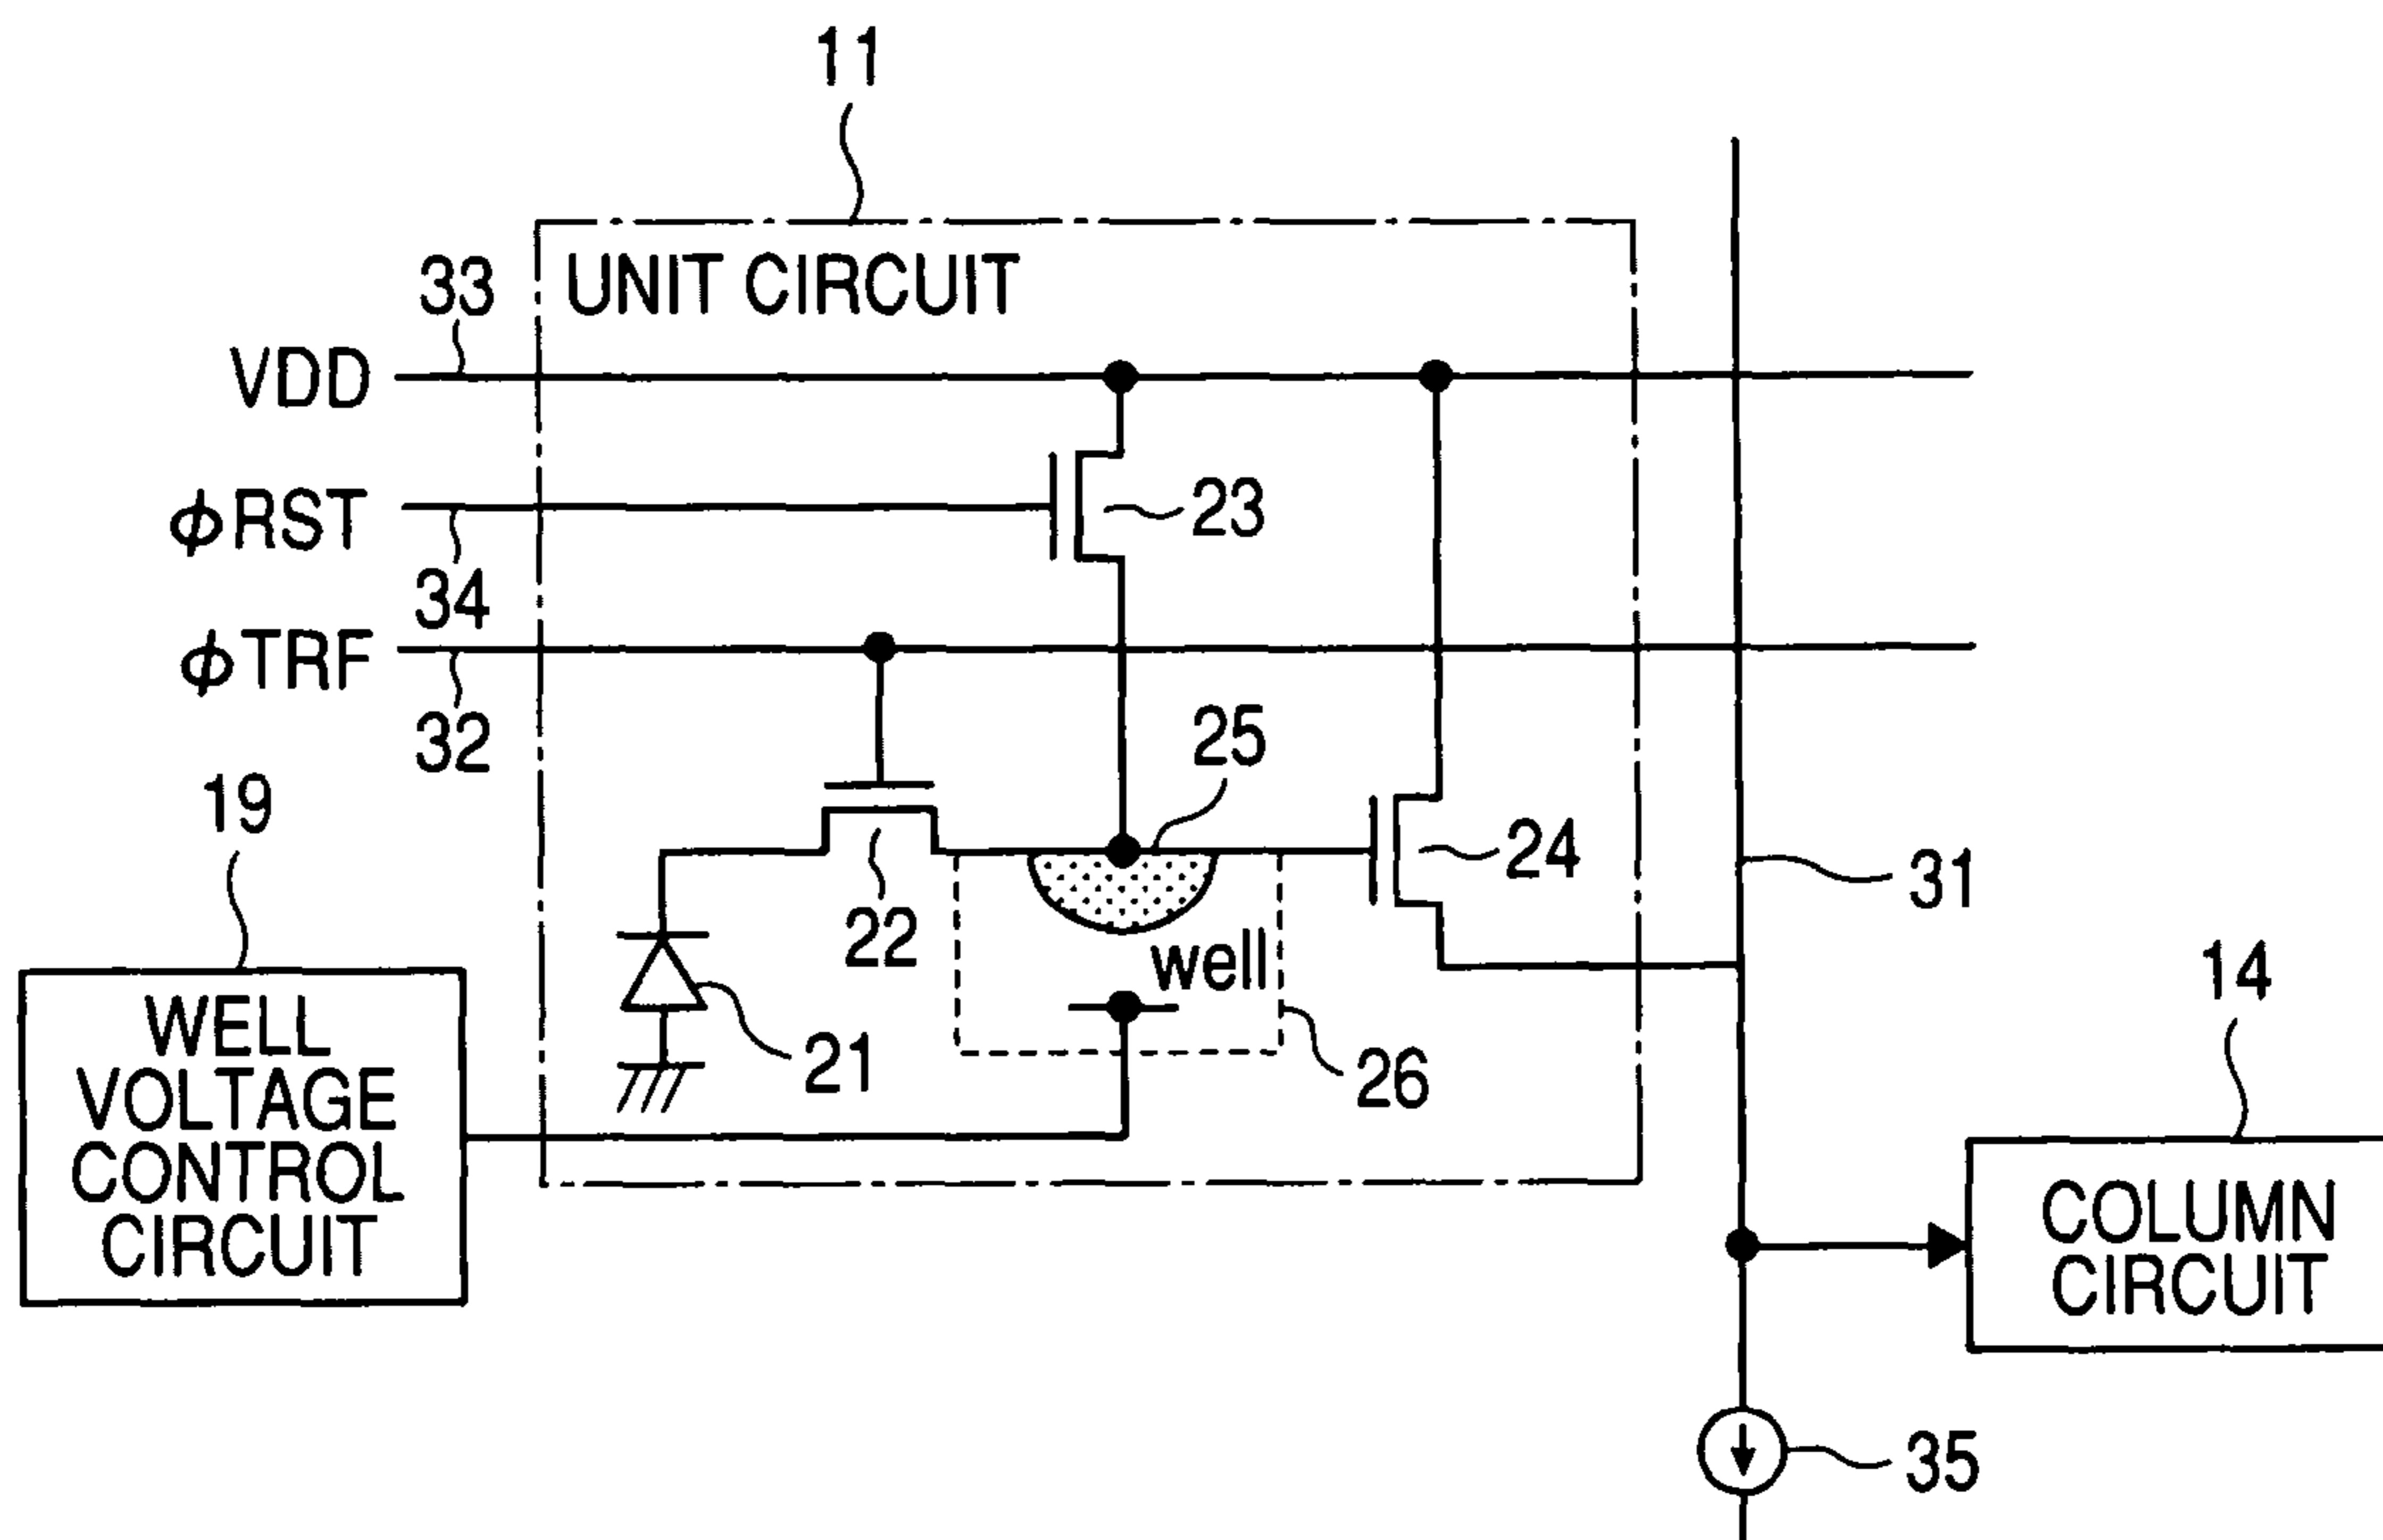 11
UNIT CIRCUIT
33
VDD
φRST
23
34
φTRF
32
25
19
24
22
31
well
14
WELL
VOLTAGE
CONTROL
CIRCUIT
21
26
COLUMN
CIRCUIT
35